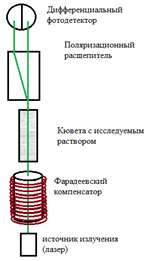 Дифференциальный
фотодетектор
Поляризационный
расщепитель
Кювета с исследуемым
раствором
Фарадеевский
компенсатор
источник излучения
(лазер)